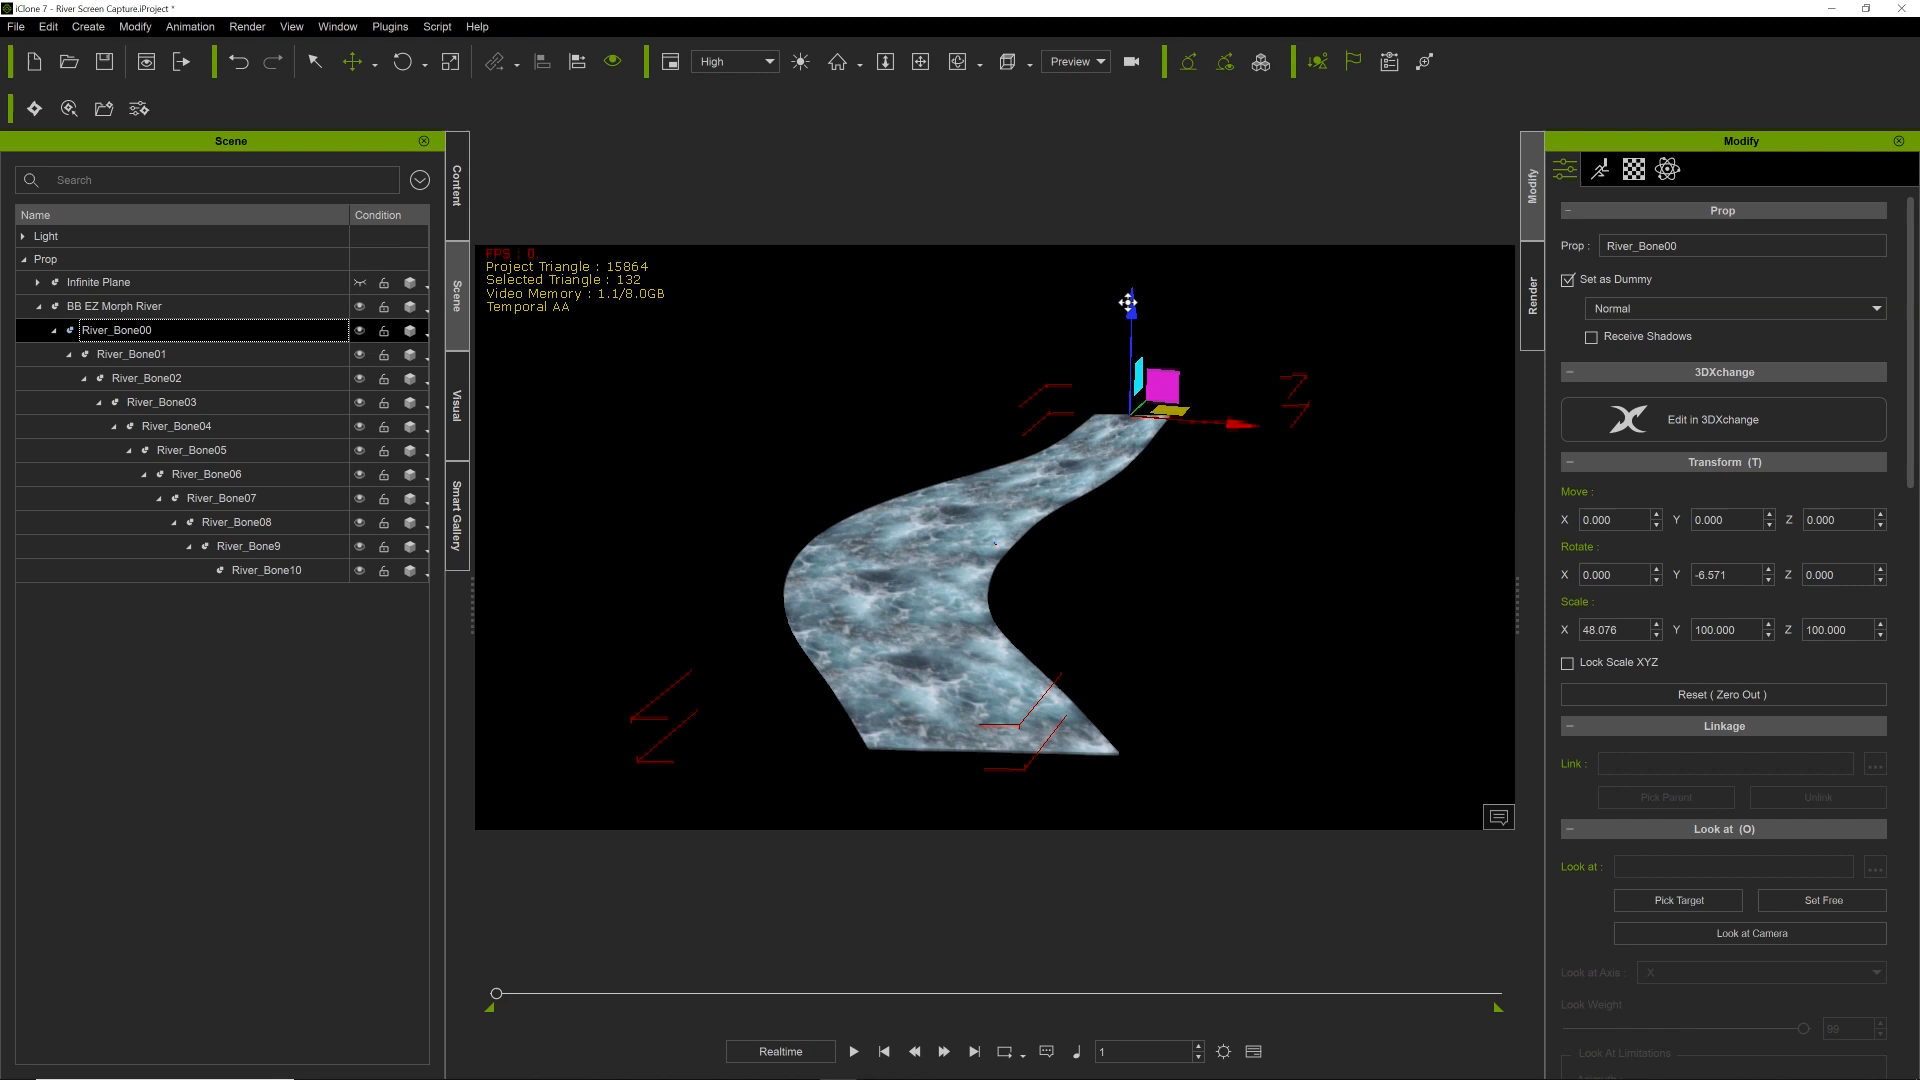 iClone 7 - River Screen Capture.iProject *
File Edit Create Modify Animation Render View Window Plugins Script Help
High Preview
Scene
Search
Name Condition
Light
Prop
Infinite Plane
BB EZ Morph River
River_Bone00
River_Bone01
River_Bone02
River_Bone03
River_Bone04
River_Bone05
River_Bone06
River_Bone07
River_Bone08
River_Bone9
River_Bone10
Content
Scene
Visual
Smart Gallery
FPS : 0.
Project Triangle : 15864
Selected Triangle : 132
Video Memory : 1.1/8.0GB
Temporal AA
Realtime 1
Modify
Render
Modify
Prop
Prop : River_Bone00
Set as Dummy
Normal
Receive Shadows
3DXchange
Edit in 3DXchange
Transform (T)
Move :
X 0.000 Y 0.000 Z 0.000
Rotate :
X 0.000 Y -6.571 Z 0.000
Scale :
X 48.076 Y 100.000 Z 100.000
Lock Scale XYZ
Reset ( Zero Out )
Linkage
Link : ...
Pick Parent Unlink
Look at (O)
Look at : ...
Pick Target Set Free
Look at Camera
Look at Axis : X
Look Weight
99
Look At Limitations